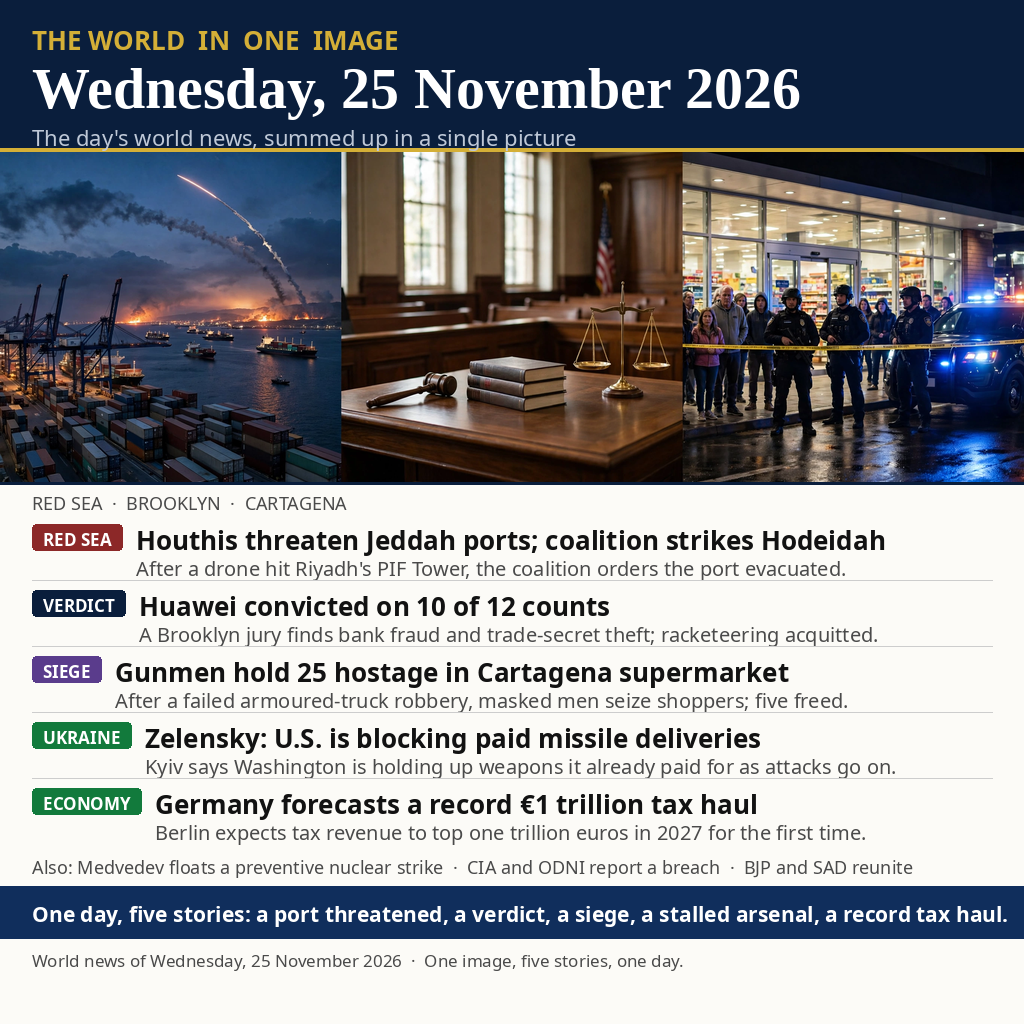 THE WORLD IN ONE IMAGE
Wednesday, 25 November 2026
The day's world news, summed up in a single picture
RED SEA · BROOKLYN · CARTAGENA
RED SEA Houthis threaten Jeddah ports; coalition strikes Hodeidah
After a drone hit Riyadh's PIF Tower, the coalition orders the port evacuated.
VERDICT Huawei convicted on 10 of 12 counts
A Brooklyn jury finds bank fraud and trade-secret theft; racketeering acquitted.
SIEGE Gunmen hold 25 hostage in Cartagena supermarket
After a failed armoured-truck robbery, masked men seize shoppers; five freed.
UKRAINE Zelensky: U.S. is blocking paid missile deliveries
Kyiv says Washington is holding up weapons it already paid for as attacks go on.
ECONOMY Germany forecasts a record €1 trillion tax haul
Berlin expects tax revenue to top one trillion euros in 2027 for the first time.
Also: Medvedev floats a preventive nuclear strike · CIA and ODNI report a breach · BJP and SAD reunite
One day, five stories: a port threatened, a verdict, a siege, a stalled arsenal, a record tax haul.
World news of Wednesday, 25 November 2026 · One image, five stories, one day.